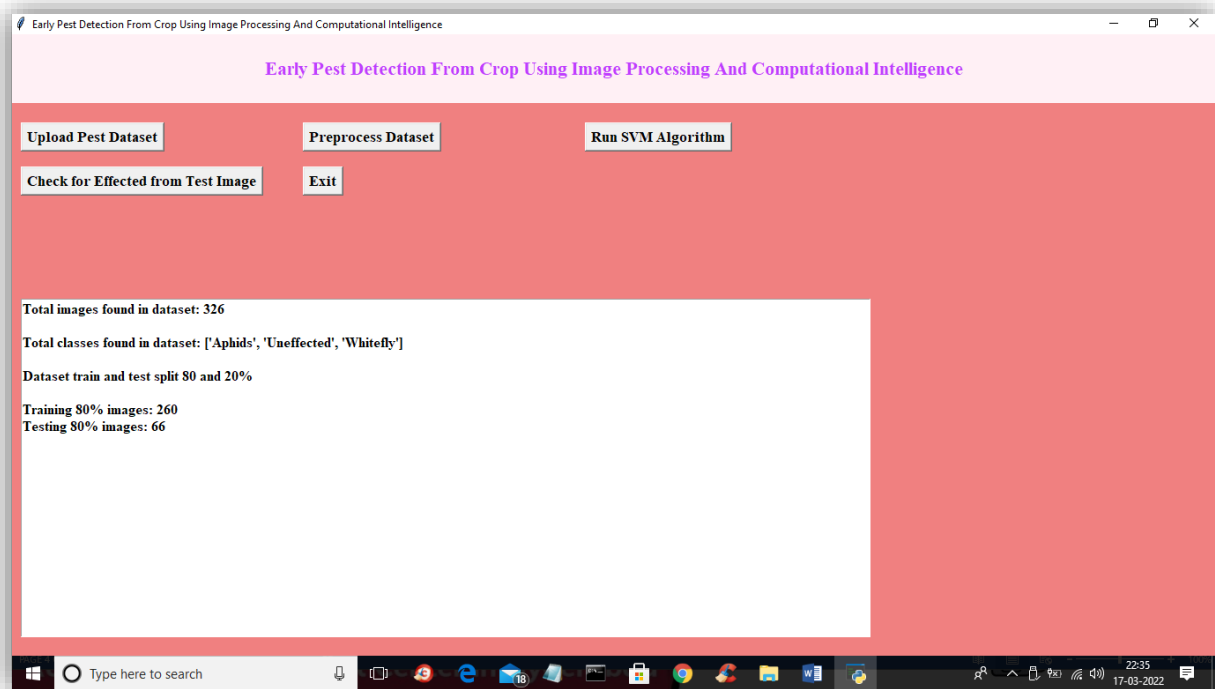 Early Pest Detection From Crop Using Image Processing And Computational Intelligence
Early Pest Detection From Crop Using Image Processing And Computational Intelligence
Upload Pest Dataset
Preprocess Dataset
Run SVM Algorithm
Check for Effected from Test Image
Exit
Total images found in dataset: 326
Total classes found in dataset: ['Aphids', 'Uneffected', 'Whitefly']
Dataset train and test split 80 and 20%
Training 80% images: 260
Testing 80% images: 66
Type here to search
18
22:35
17-03-2022